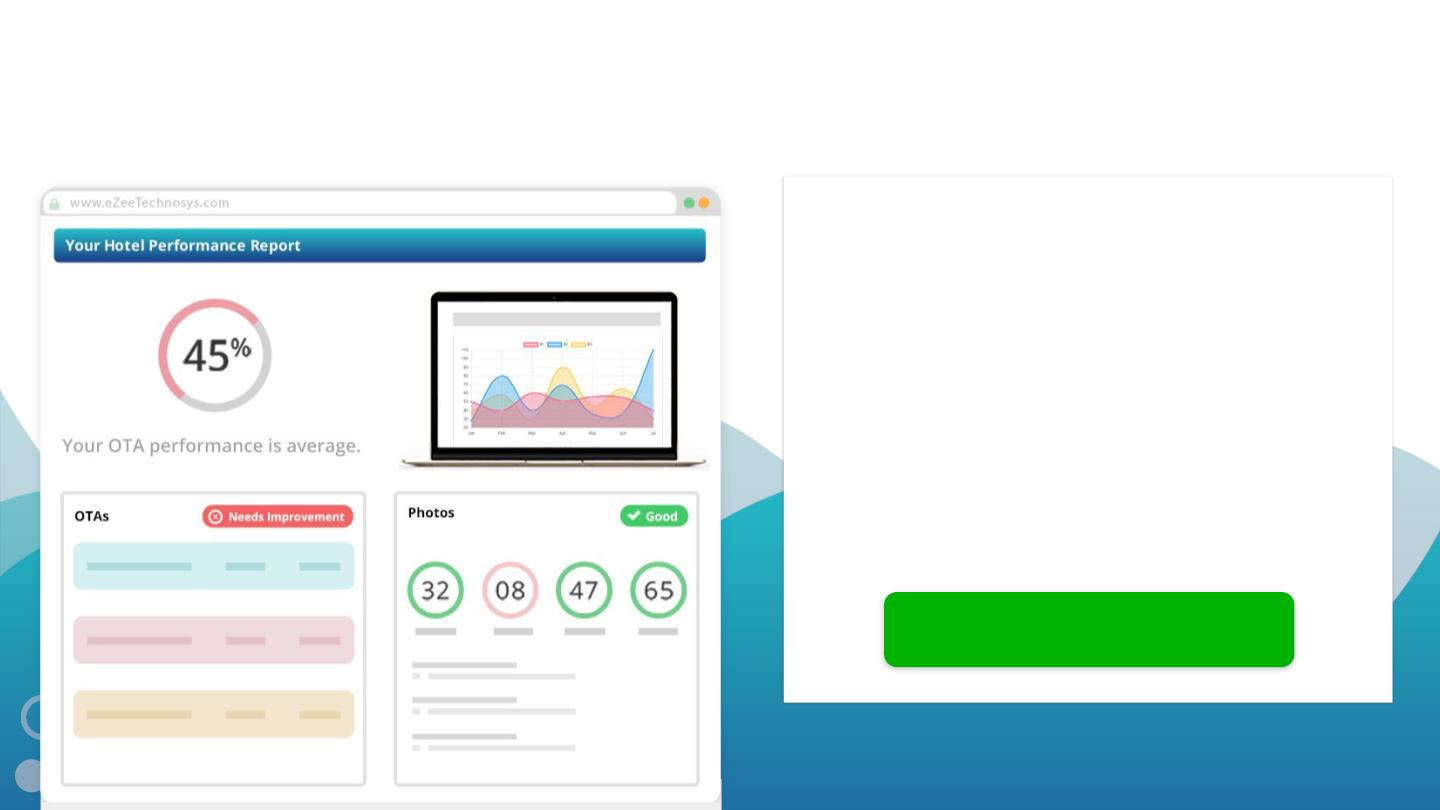 www.eZeeTechnosys.com
Your Hotel Performance Report
45%
Your OTA performance is average.
OTAs
Needs Improvement
Photos
Good
32 08 47 65